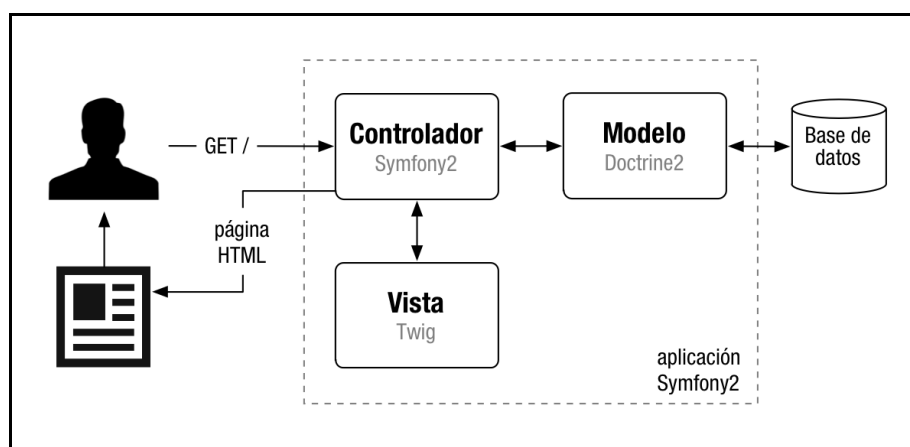 GET /
Controlador
Symfony2
Modelo
Doctrine2
Base de
datos
página
HTML
Vista
Twig
aplicación
Symfony2